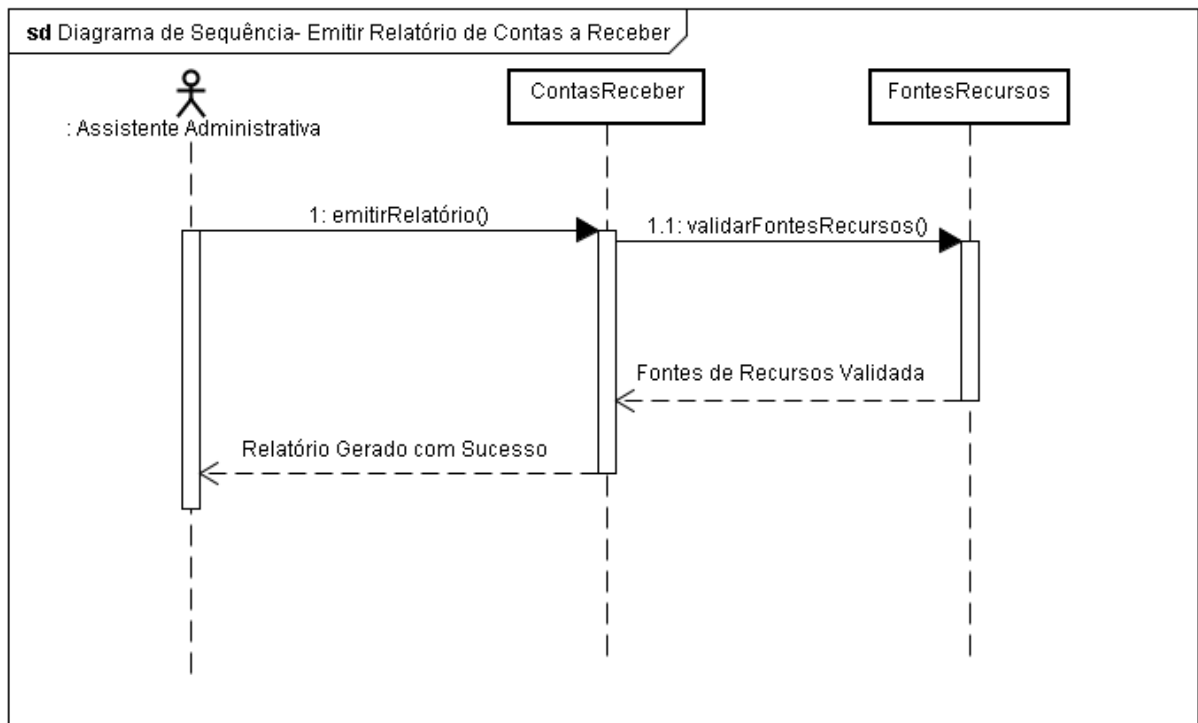 sd Diagrama de Sequência- Emitir Relatório de Contas a Receber
: Assistente Administrativa
ContasReceber
FontesRecursos
1: emitirRelatório()
1.1: validarFontesRecursos()
Fontes de Recursos Validada
Relatório Gerado com Sucesso